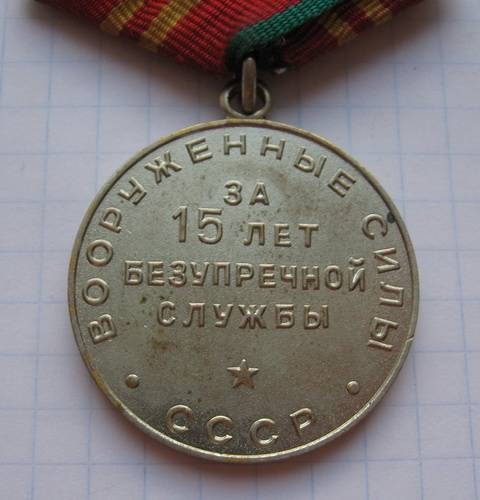 ВООРУЖЕННЫЕ СИЛЫ
ЗА
15 ЛЕТ
БЕЗУПРЕЧНОЙ
СЛУЖБЫ
СССР